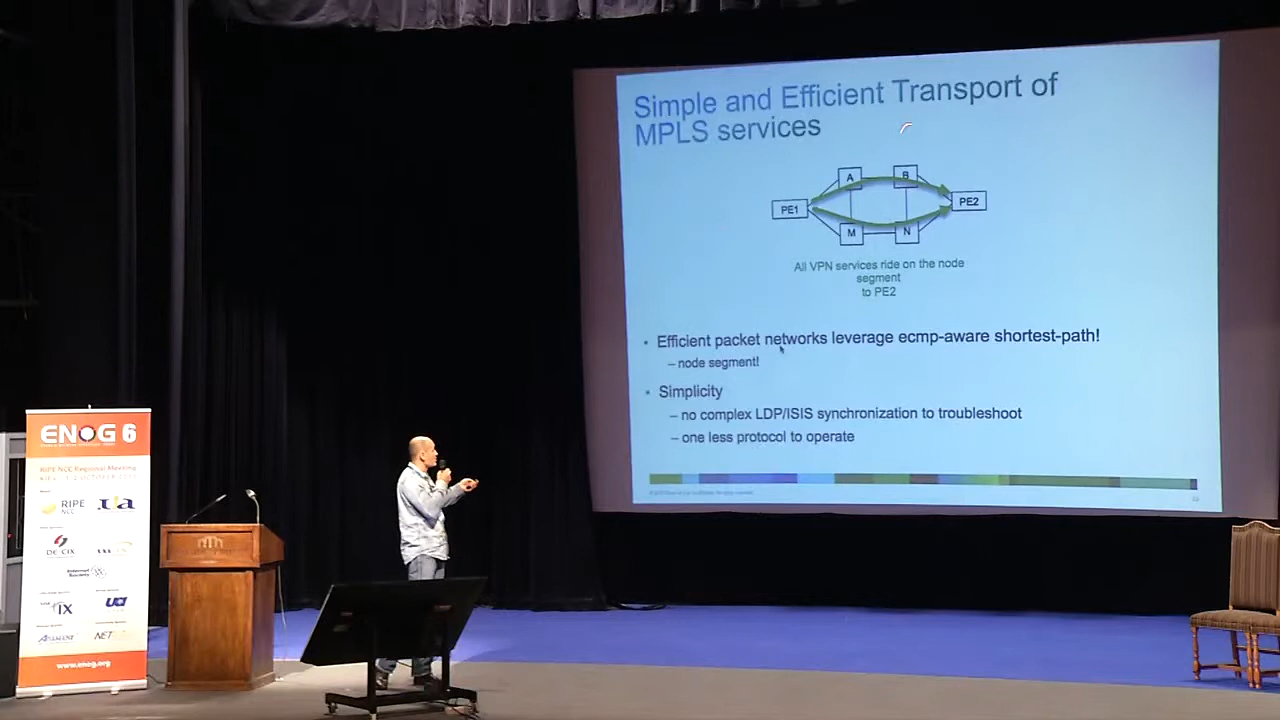 Simple and Efficient Transport of
MPLS services
A
B
PE1
PE2
M
N
All VPN services ride on the node
segment
to PE2
• Efficient packet networks leverage ecmp-aware shortest-path!
– node segment!
• Simplicity
– no complex LDP/ISIS synchronization to troubleshoot
– one less protocol to operate
ENOG 6
RIPE NCC Regional Meeting
RIPE
NCC
DE CIX
IX
www.enog.org